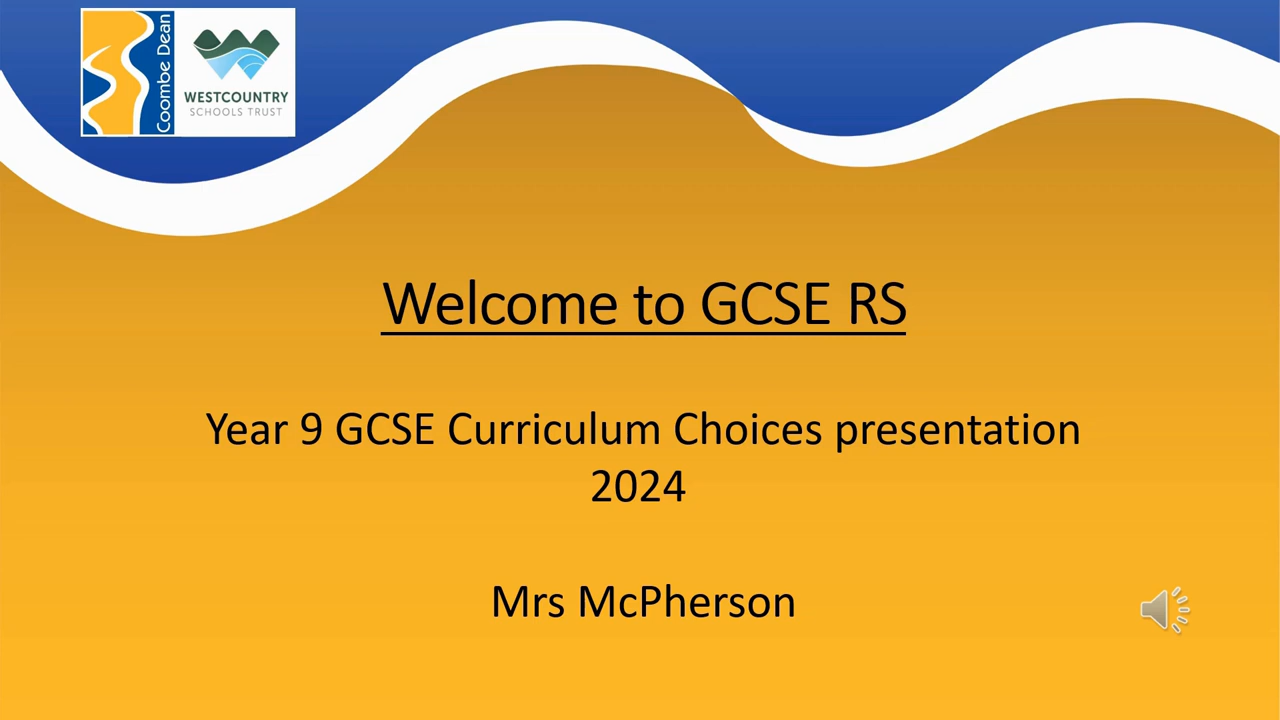 Coombe Dean
WESTCOUNTRY
SCHOOLS TRUST
Welcome to GCSE RS
Year 9 GCSE Curriculum Choices presentation
2024
Mrs McPherson